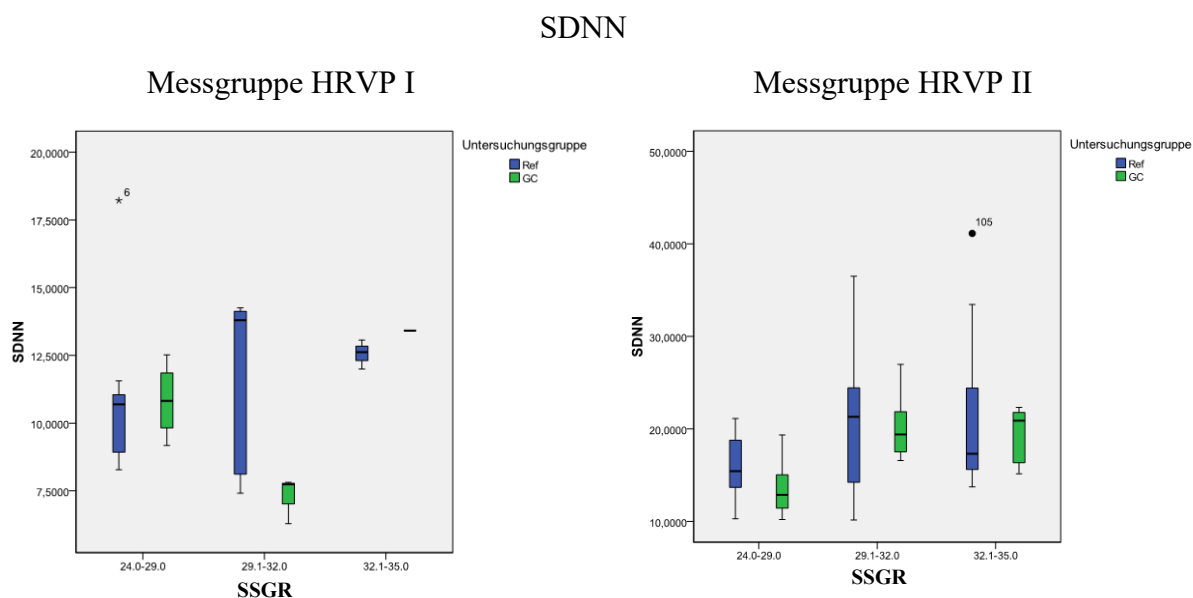 SDNN
Messgruppe HRVP I
Untersuchungsgruppe
Ref
GC
20,0000
17,5000
15,0000
12,5000
10,0000
7,5000
SDNN
* 6
24.0-29.0 29.1-32.0 32.1-35.0
SSGR
Messgruppe HRVP II
Untersuchungsgruppe
Ref
GC
50,0000
40,0000
30,0000
20,0000
10,0000
SDNN
105
24.0-29.0 29.1-32.0 32.1-35.0
SSGR